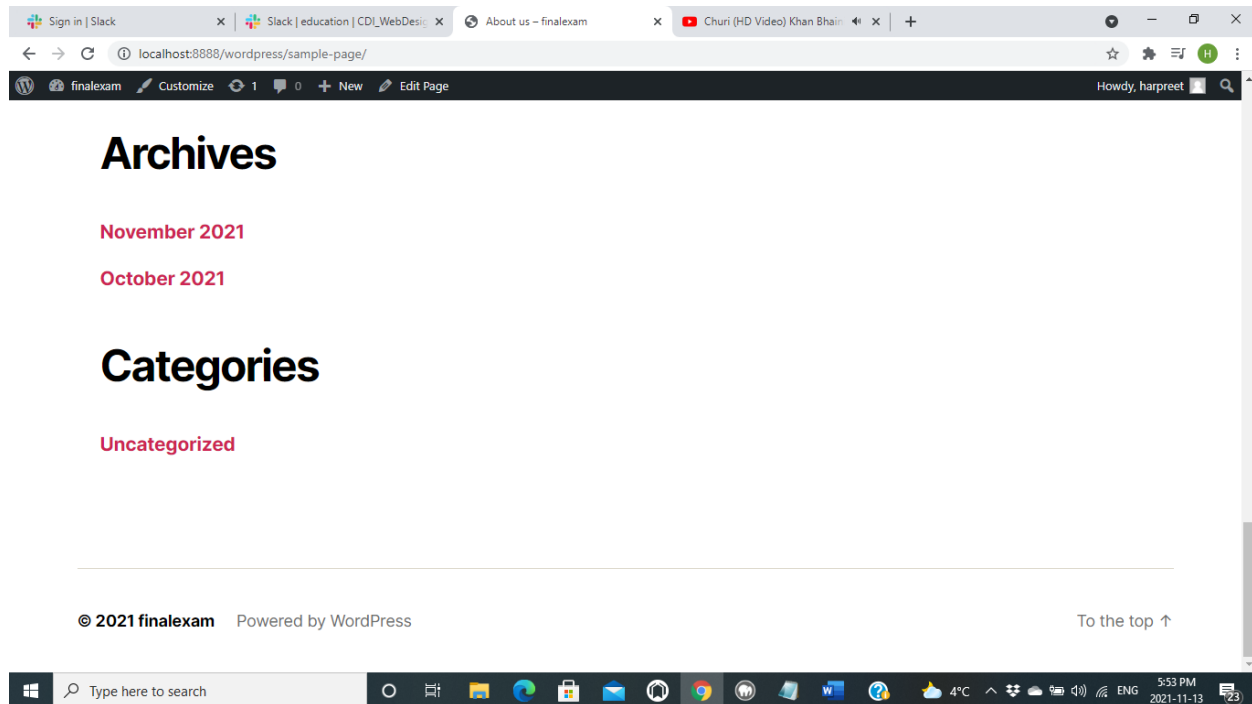 Sign in | Slack
Slack | education | CDI_WebDesig
About us – finalexam
Churi (HD Video) Khan Bhain
localhost:8888/wordpress/sample-page/
H
finalexam Customize 1 0 New Edit Page Howdy, harpreet
Archives
November 2021
October 2021
Categories
Uncategorized
© 2021 finalexam Powered by WordPress To the top ↑
Type here to search
4°C ENG 5:53 PM
2021-11-13
23